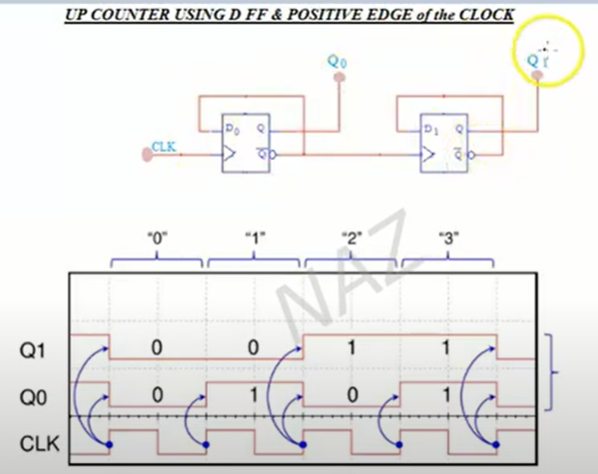 UP COUNTER USING D FF & POSITIVE EDGE of the CLOCK
Q0 Q1
D0 Q D1 Q
CLK Q Q
"0" "1" "2" "3"
NAZ
Q1 0 0 1 1
Q0 0 1 0 1
CLK